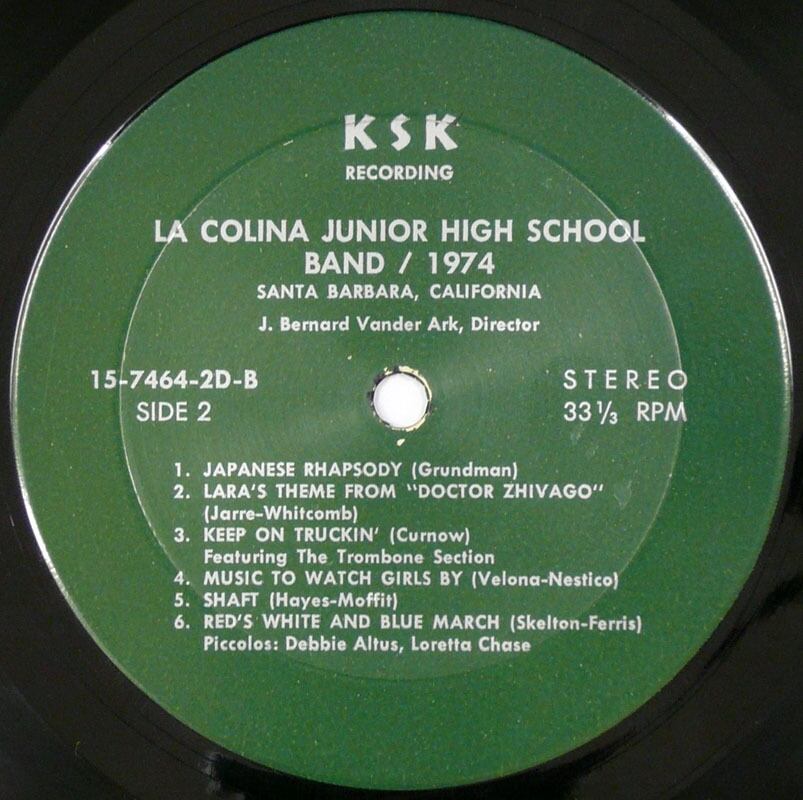 KSK
RECORDING
LA COLINA JUNIOR HIGH SCHOOL
BAND / 1974
SANTA BARBARA, CALIFORNIA
J. Bernard Vander Ark, Director
15-7464-2D-B
SIDE 2
STEREO
33 1/3 RPM
1. JAPANESE RHAPSODY (Grundman)
2. LARA'S THEME FROM "DOCTOR ZHIVAGO"
(Jarre-Whitcomb)
3. KEEP ON TRUCKIN' (Curnow)
Featuring The Trombone Section
4. MUSIC TO WATCH GIRLS BY (Velona-Nestico)
5. SHAFT (Hayes-Moffit)
6. RED'S WHITE AND BLUE MARCH (Skelton-Ferris)
Piccolos: Debbie Altus, Loretta Chase